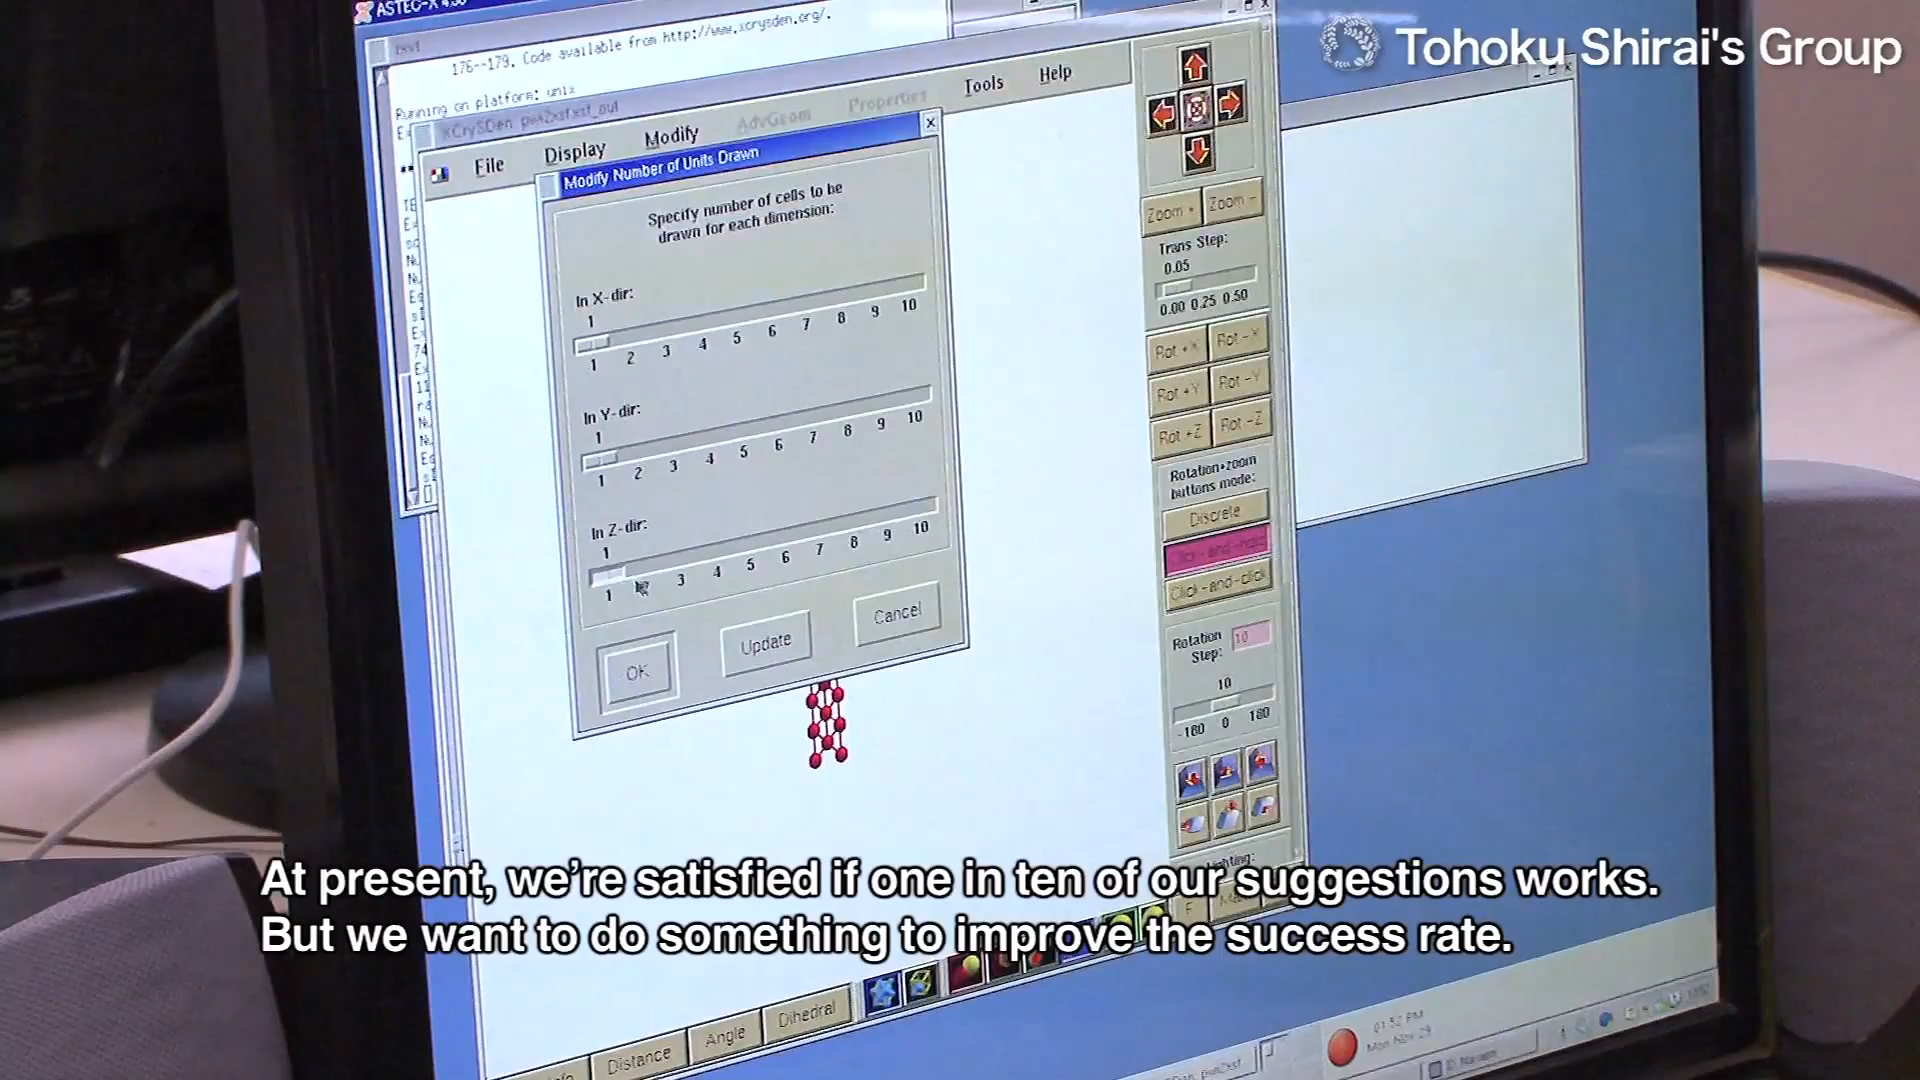 Tohoku Shirai's Group
ASTEC-X
176--179. Code available from http://www.xcrysden.org/.
Running on platform: unix
XCrySDen
File
Display
Modify
AdvGeom
Properties
Tools
Help
Modify Number of Units Drawn
Specify number of cells to be
drawn for each dimension:
In X-dir:
1
1 2 3 4 5 6 7 8 9 10
In Y-dir:
1
1 2 3 4 5 6 7 8 9 10
In Z-dir:
1
1 3 4 5 6 7 8 9 10
OK
Update
Cancel
Zoom +
Zoom -
Trans Step:
0.05
0.00 0.25 0.50
Rot +X
Rot -X
Rot +Y
Rot -Y
Rot +Z
Rot -Z
Rotation+zoom
buttons mode:
Discrete
Click-and-hold
Click-and-click
Rotation
Step:
10
10
-180 0 180
Lighting:
F
At present, we're satisfied if one in ten of our suggestions works.
But we want to do something to improve the success rate.
Distance
Angle
Dihedral
01:52 PM
Mon Nov 29